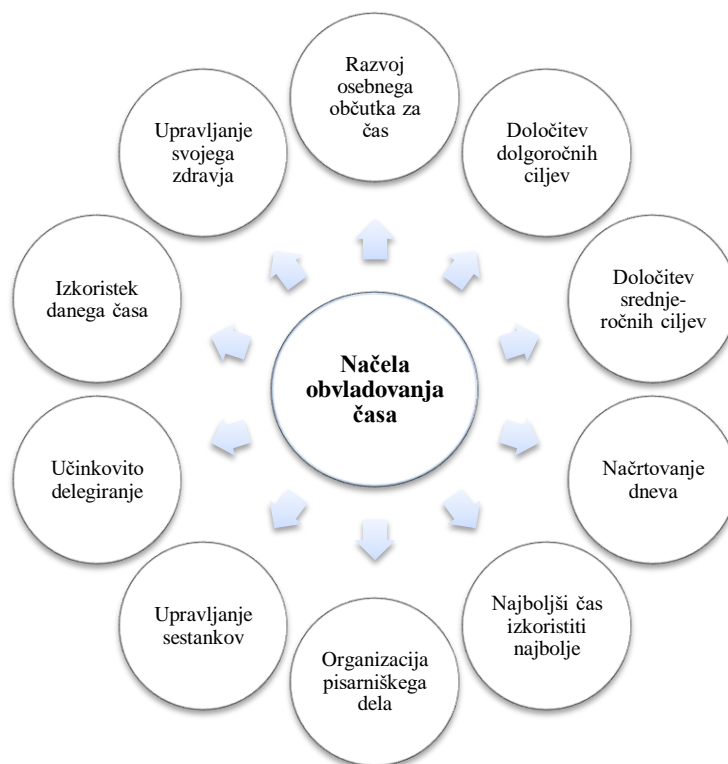 Razvoj
osebnega
občutka za
čas
Določitev
dolgoročnih
ciljev
Določitev
srednje-
ročnih ciljev
Načrtovanje
dneva
Najboljši čas
izkoristiti
najbolje
Organizacija
pisarniškega
dela
Upravljanje
sestankov
Učinkovito
delegiranje
Izkoristek
danega časa
Upravljanje
svojega
zdravja
Načela
obvladovanja
časa